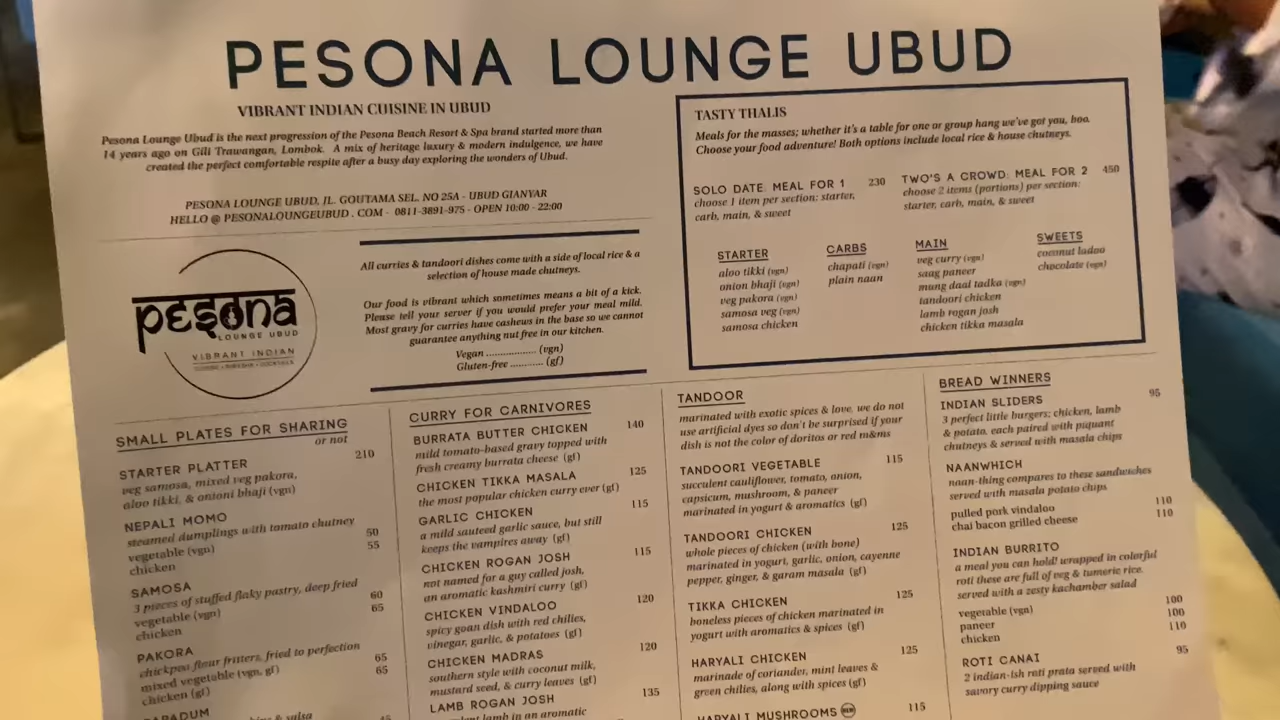 PESONA LOUNGE UBUD
VIBRANT INDIAN CUISINE IN UBUD
Pesona Lounge Ubud is the next progression of the Pesona Beach Resort & Spa brand started more than
14 years ago on Gili Trawangan, Lombok. A mix of heritage luxury & modern indulgence, we have
created the perfect comfortable respite after a busy day exploring the wonders of Ubud.
PESONA LOUNGE UBUD, JL. GOUTAMA SEL. NO 25A - UBUD GIANYAR
HELLO @ PESONALOUNGEUBUD . COM - 0811-3891-975 - OPEN 10:00 - 22:00
pesona
LOUNGE UBUD
VIBRANT INDIAN
All curries & tandoori dishes come with a side of local rice & a
selection of house made chutneys.
Our food is vibrant which sometimes means a bit of a kick.
Please tell your server if you would prefer your meal mild.
Most gravy for curries have cashews in the base so we cannot
guarantee anything nut free in our kitchen.
Vegan .................. (vgn)
Gluten-free ............ (gf)
TASTY THALIS
Meals for the masses; whether it's a table for one or group hang we've got you, boo.
Choose your food adventure! Both options include local rice & house chutneys.
SOLO DATE: MEAL FOR 1 230
choose 1 item per section: starter,
carb, main, & sweet
TWO'S A CROWD: MEAL FOR 2 450
choose 2 items (portions) per section:
starter, carb, main, & sweet
STARTER
aloo tikki (vgn)
onion bhaji (vgn)
veg pakora (vgn)
samosa veg (vgn)
samosa chicken
CARBS
chapati (vgn)
plain naan
MAIN
veg curry (vgn)
saag paneer
mung daal tadka (vgn)
tandoori chicken
lamb rogan josh
chicken tikka masala
SWEETS
coconut ladoo
chocolate (vgn)
SMALL PLATES FOR SHARING
or not
STARTER PLATTER 210
veg samosa, mixed veg pakora,
aloo tikki, & onioni bhaji (vgn)
NEPALI MOMO
steamed dumplings with tomato chutney
vegetable (vgn) 50
chicken 55
SAMOSA
3 pieces of stuffed flaky pastry, deep fried
vegetable (vgn) 60
chicken 65
PAKORA
chickpea flour fritters, fried to perfection
mixed vegetable (vgn, gf) 65
chicken (gf) 65
PAPADUM
& salsa
CURRY FOR CARNIVORES
BURRATA BUTTER CHICKEN 140
mild tomato-based gravy topped with
fresh creamy burrata cheese (gf)
CHICKEN TIKKA MASALA 125
the most popular chicken curry ever (gf)
GARLIC CHICKEN 115
a mild sauteed garlic sauce, but still
keeps the vampires away (gf)
CHICKEN ROGAN JOSH 115
not named for a guy called josh,
an aromatic kashmiri curry (gf)
CHICKEN VINDALOO 120
spicy goan dish with red chilies,
vinegar, garlic, & potatoes (gf)
CHICKEN MADRAS 120
southern style with coconut milk,
mustard seed, & curry leaves (gf)
LAMB ROGAN JOSH 135
lamb in an aromatic
TANDOOR
marinated with exotic spices & love. we do not
use artificial dyes so don't be surprised if your
dish is not the color of doritos or red m&ms
TANDOORI VEGETABLE 115
succulent cauliflower, tomato, onion,
capsicum, mushroom, & paneer
marinated in yogurt & aromatics (gf)
TANDOORI CHICKEN 125
whole pieces of chicken (with bone)
marinated in yogurt, garlic, onion, cayenne
pepper, ginger, & garam masala (gf)
TIKKA CHICKEN 125
boneless pieces of chicken marinated in
yogurt with aromatics & spices (gf)
HARYALI CHICKEN 125
marinade of coriander, mint leaves &
green chilies, along with spices (gf)
HARYALI MUSHROOMS NEW 115
BREAD WINNERS
INDIAN SLIDERS 95
3 perfect little burgers; chicken, lamb
& potato, each paired with piquant
chutneys & served with masala chips
NAANWHICH
naan-thing compares to these sandwiches
served with masala potato chips
pulled pork vindaloo 110
chai bacon grilled cheese 110
INDIAN BURRITO
a meal you can hold! wrapped in colorful
roti these are full of veg & tumeric rice.
served with a zesty kachamber salad
vegetable (vgn) 100
paneer 100
chicken 110
ROTI CANAI 95
2 indian-ish roti prata served with
savory curry dipping sauce